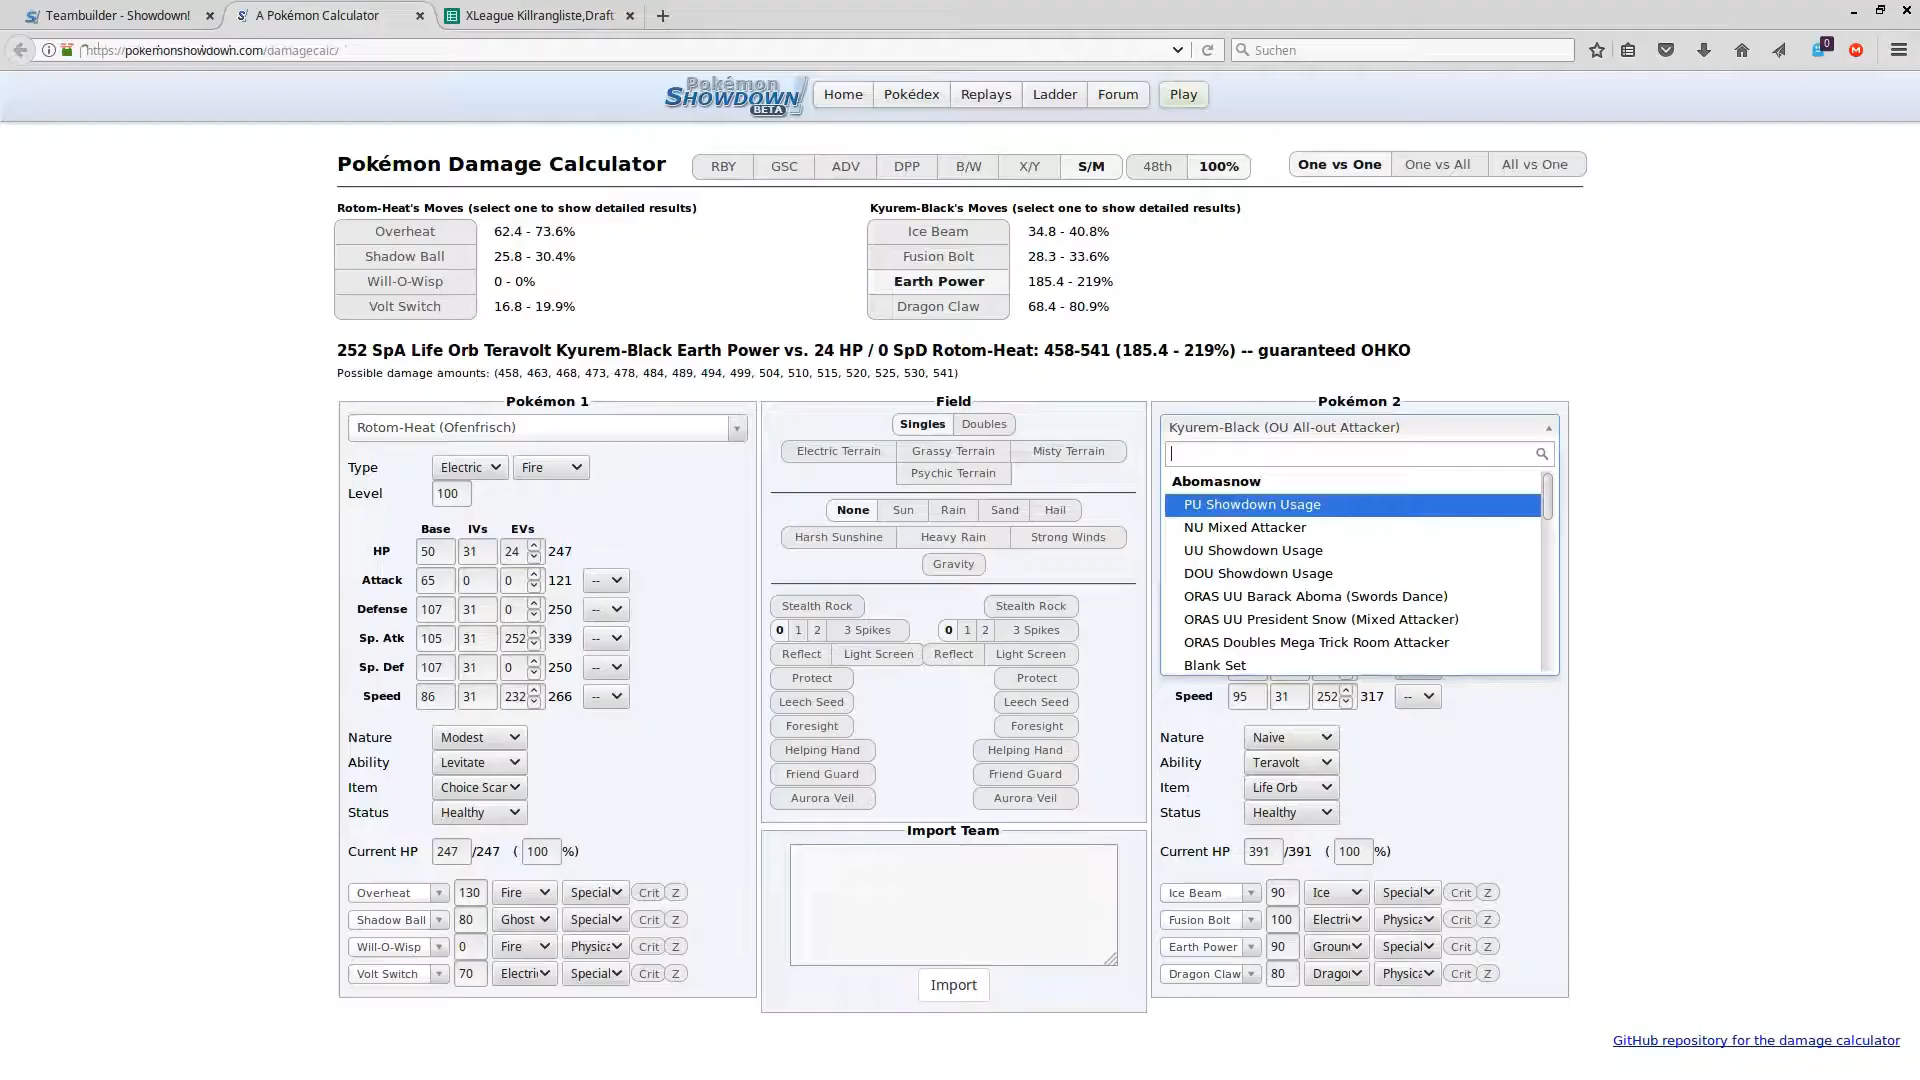 Teambuilder - Showdown!
A Pokémon Calculator
XLeague Killrangliste,Draft
https://pokemonshowdown.com/damagecalc/
Suchen
0
Pokémon
SHOWDOWN
BETA
Home Pokédex Replays Ladder Forum Play
Pokémon Damage Calculator
RBY GSC ADV DPP B/W X/Y S/M 48th 100%
One vs One One vs All All vs One
Rotom-Heat's Moves (select one to show detailed results)
Overheat 62.4 - 73.6%
Shadow Ball 25.8 - 30.4%
Will-O-Wisp 0 - 0%
Volt Switch 16.8 - 19.9%
Kyurem-Black's Moves (select one to show detailed results)
Ice Beam 34.8 - 40.8%
Fusion Bolt 28.3 - 33.6%
Earth Power 185.4 - 219%
Dragon Claw 68.4 - 80.9%
252 SpA Life Orb Teravolt Kyurem-Black Earth Power vs. 24 HP / 0 SpD Rotom-Heat: 458-541 (185.4 - 219%) -- guaranteed OHKO
Possible damage amounts: (458, 463, 468, 473, 478, 484, 489, 494, 499, 504, 510, 515, 520, 525, 530, 541)
Pokémon 1
Rotom-Heat (Ofenfrisch)
Type Electric Fire
Level 100
Base IVs EVs
HP 50 31 24 247
Attack 65 0 0 121 --
Defense 107 31 0 250 --
Sp. Atk 105 31 252 339 --
Sp. Def 107 31 0 250 --
Speed 86 31 232 266 --
Nature Modest
Ability Levitate
Item Choice Scar
Status Healthy
Current HP 247 /247 ( 100 %)
Overheat 130 Fire Special Crit Z
Shadow Ball 80 Ghost Special Crit Z
Will-O-Wisp 0 Fire Physica Crit Z
Volt Switch 70 Electri Special Crit Z
Field
Singles Doubles
Electric Terrain Grassy Terrain Misty Terrain
Psychic Terrain
None Sun Rain Sand Hail
Harsh Sunshine Heavy Rain Strong Winds
Gravity
Stealth Rock Stealth Rock
0 1 2 3 Spikes 0 1 2 3 Spikes
Reflect Light Screen Reflect Light Screen
Protect Protect
Leech Seed Leech Seed
Foresight Foresight
Helping Hand Helping Hand
Friend Guard Friend Guard
Aurora Veil Aurora Veil
Import Team
Import
Pokémon 2
Kyurem-Black (OU All-out Attacker)
Abomasnow
PU Showdown Usage
NU Mixed Attacker
UU Showdown Usage
DOU Showdown Usage
ORAS UU Barack Aboma (Swords Dance)
ORAS UU President Snow (Mixed Attacker)
ORAS Doubles Mega Trick Room Attacker
Blank Set
Speed 95 31 252 317 --
Nature Naive
Ability Teravolt
Item Life Orb
Status Healthy
Current HP 391 /391 ( 100 %)
Ice Beam 90 Ice Special Crit Z
Fusion Bolt 100 Electri Physica Crit Z
Earth Power 90 Groun Special Crit Z
Dragon Claw 80 Drago Physica Crit Z
GitHub repository for the damage calculator